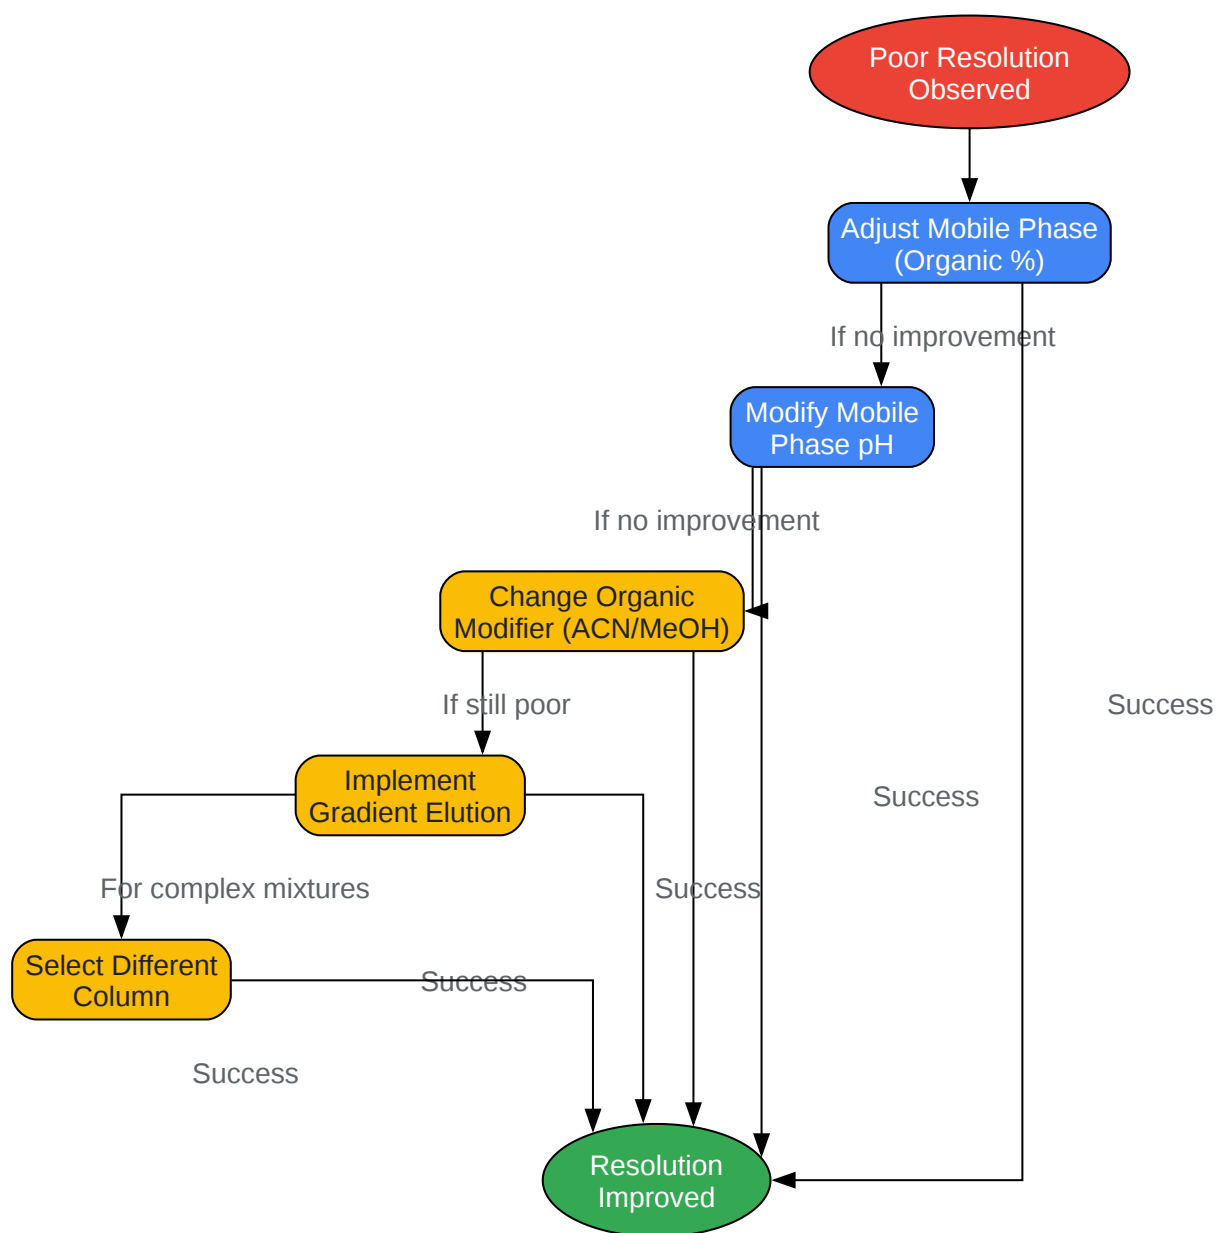 Poor Resolution
Observed
Adjust Mobile Phase
(Organic %)
If no improvement
Modify Mobile
Phase pH
If no improvement
Change Organic
Modifier (ACN/MeOH)
If still poor
Success
Implement
Gradient Elution
Success
For complex mixtures
Success
Select Different
Column
Success
Success
Resolution
Improved